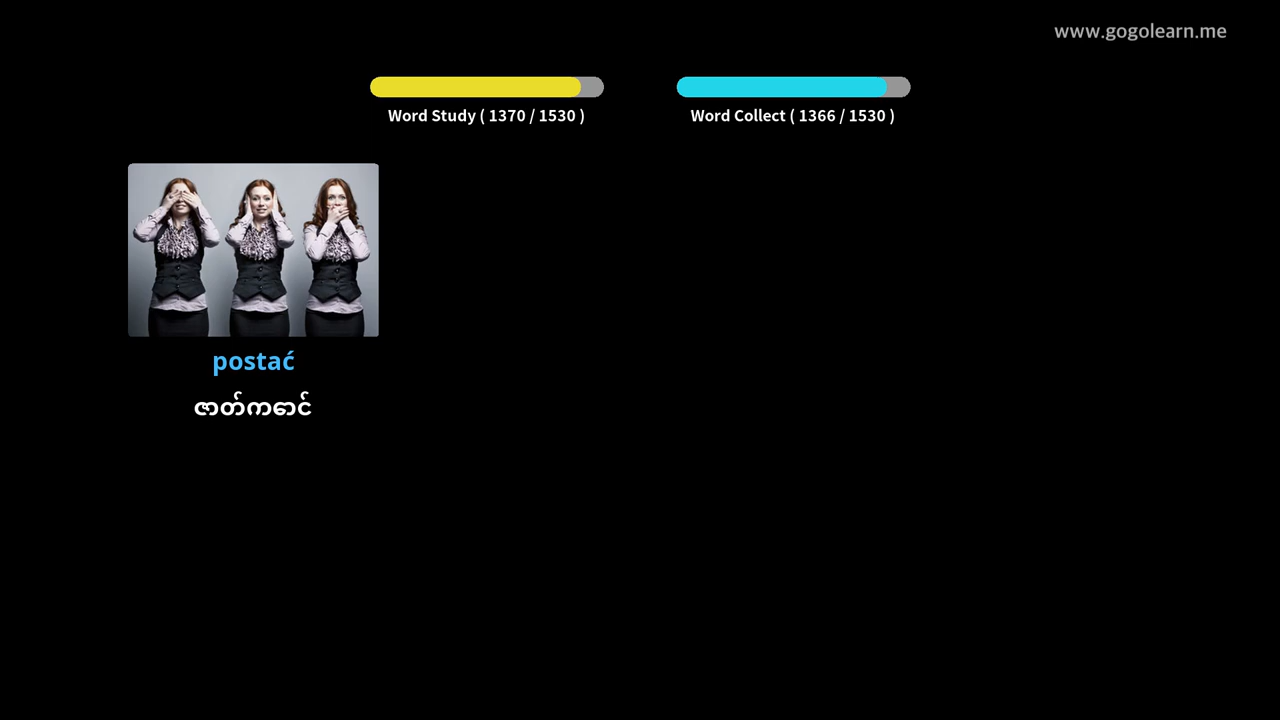 www.gogolearn.me
Word Study ( 1370 / 1530 )
Word Collect ( 1366 / 1530 )
postać
ဇာတ်ကောင်